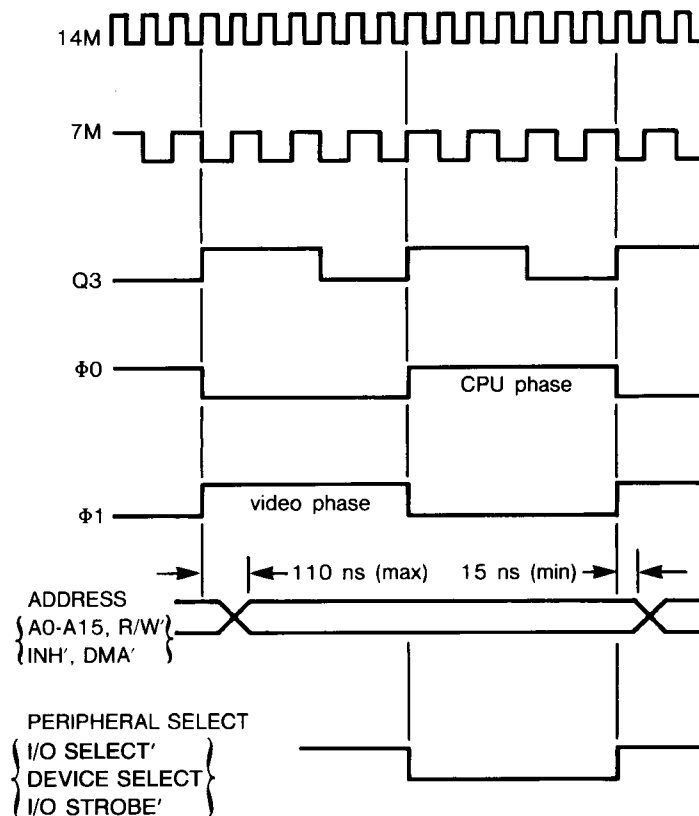 14M
7M
Q3
Φ0
CPU phase
Φ1
video phase
110 ns (max)
15 ns (min)
ADDRESS
A0-A15, R/W′
INH′, DMA′
PERIPHERAL SELECT
I/O SELECT′
DEVICE SELECT
I/O STROBE′